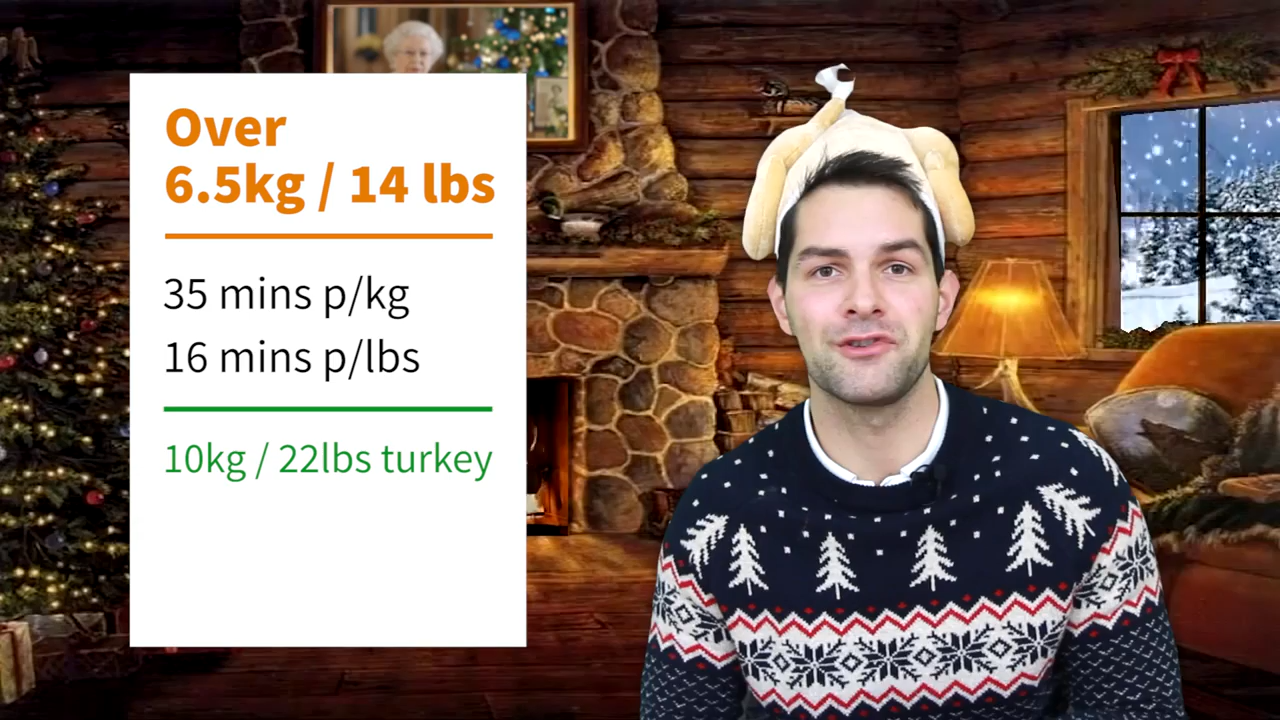 Over
6.5kg / 14 lbs
35 mins p/kg
16 mins p/lbs
10kg / 22lbs turkey